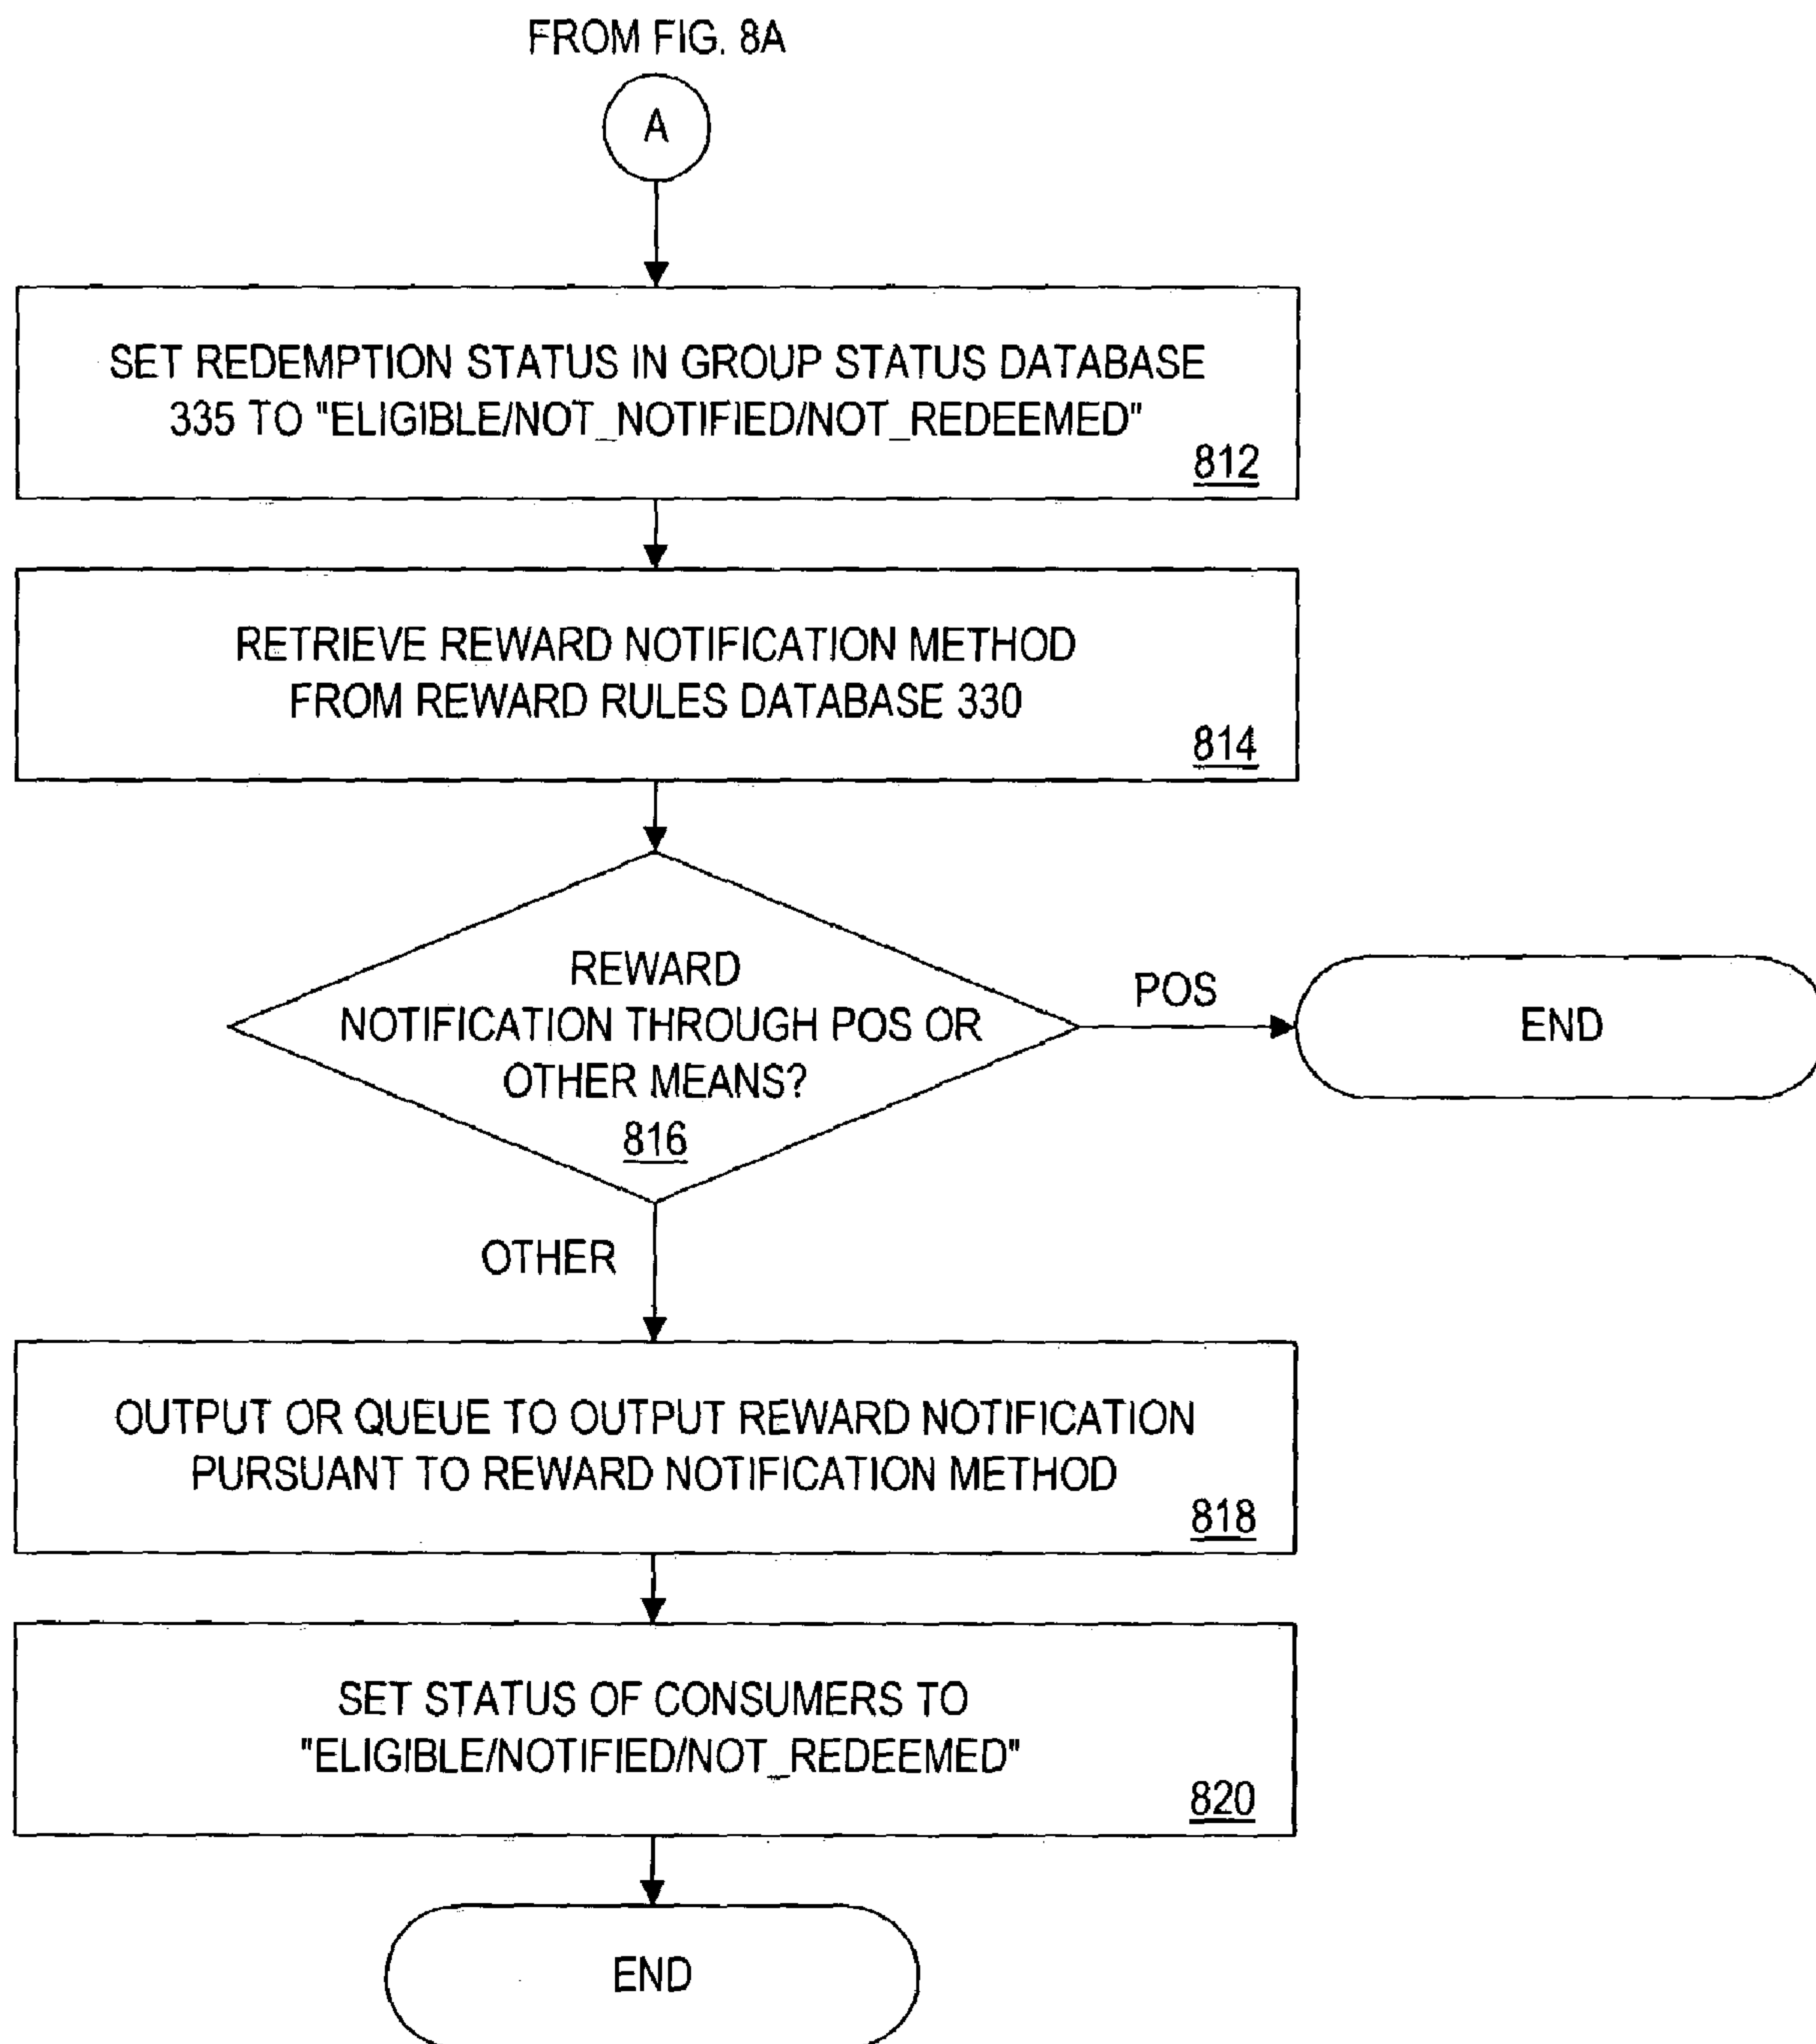 FROM FIG. 8A
A
SET REDEMPTION STATUS IN GROUP STATUS DATABASE
335 TO "ELIGIBLE/NOT_NOTIFIED/NOT_REDEEMED"
812
RETRIEVE REWARD NOTIFICATION METHOD
FROM REWARD RULES DATABASE 330
814
REWARD
NOTIFICATION THROUGH POS OR
OTHER MEANS?
816
POS
END
OTHER
OUTPUT OR QUEUE TO OUTPUT REWARD NOTIFICATION
PURSUANT TO REWARD NOTIFICATION METHOD
818
SET STATUS OF CONSUMERS TO
"ELIGIBLE/NOTIFIED/NOT_REDEEMED"
820
END